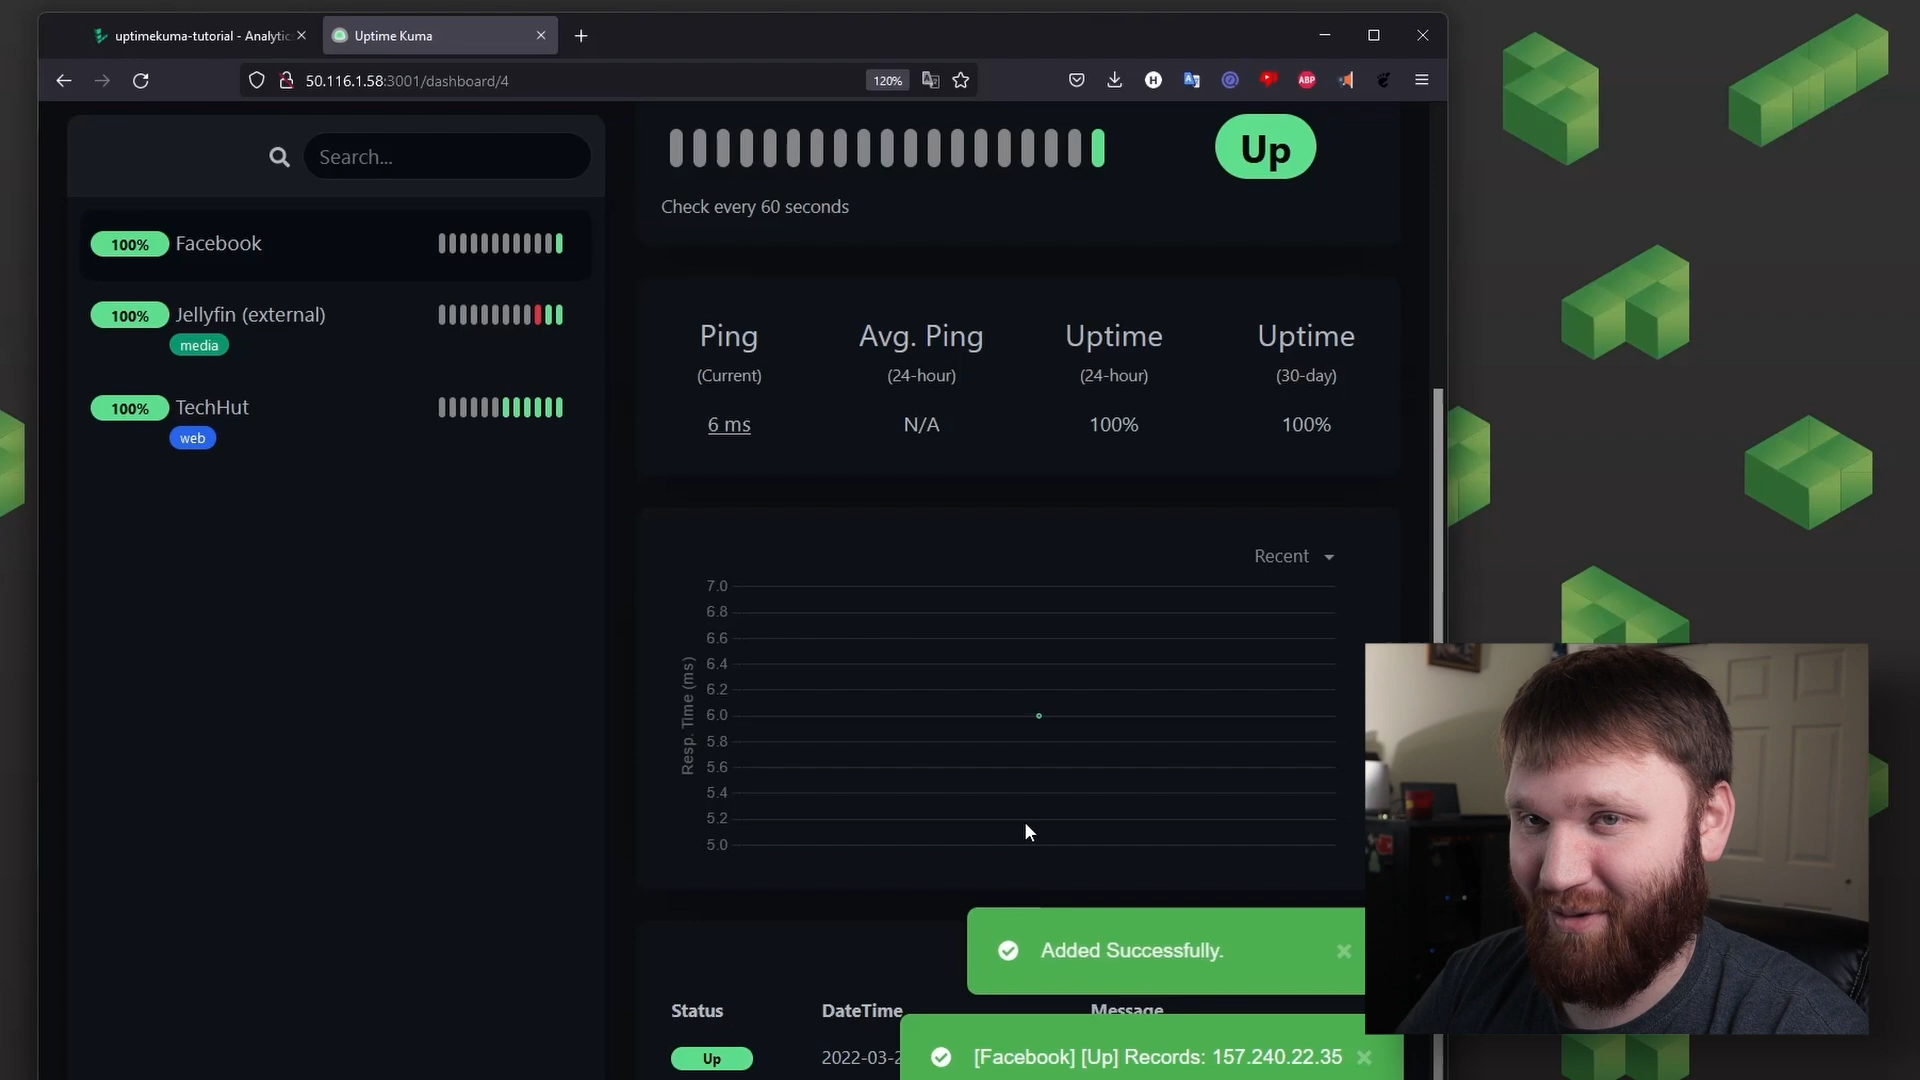 uptimekuma-tutorial - Analytic
Uptime Kuma
50.116.1.58:3001/dashboard/4
120%
H
ABP
Search...
Up
Check every 60 seconds
100% Facebook
100% Jellyfin (external)
media
100% TechHut
web
Ping
(Current)
6 ms
Avg. Ping
(24-hour)
N/A
Uptime
(24-hour)
100%
Uptime
(30-day)
100%
Recent
Resp. Time (ms)
7.0
6.8
6.6
6.4
6.2
6.0
5.8
5.6
5.4
5.2
5.0
Added Successfully.
Status DateTime Message
Up 2022-03-2
[Facebook] [Up] Records: 157.240.22.35